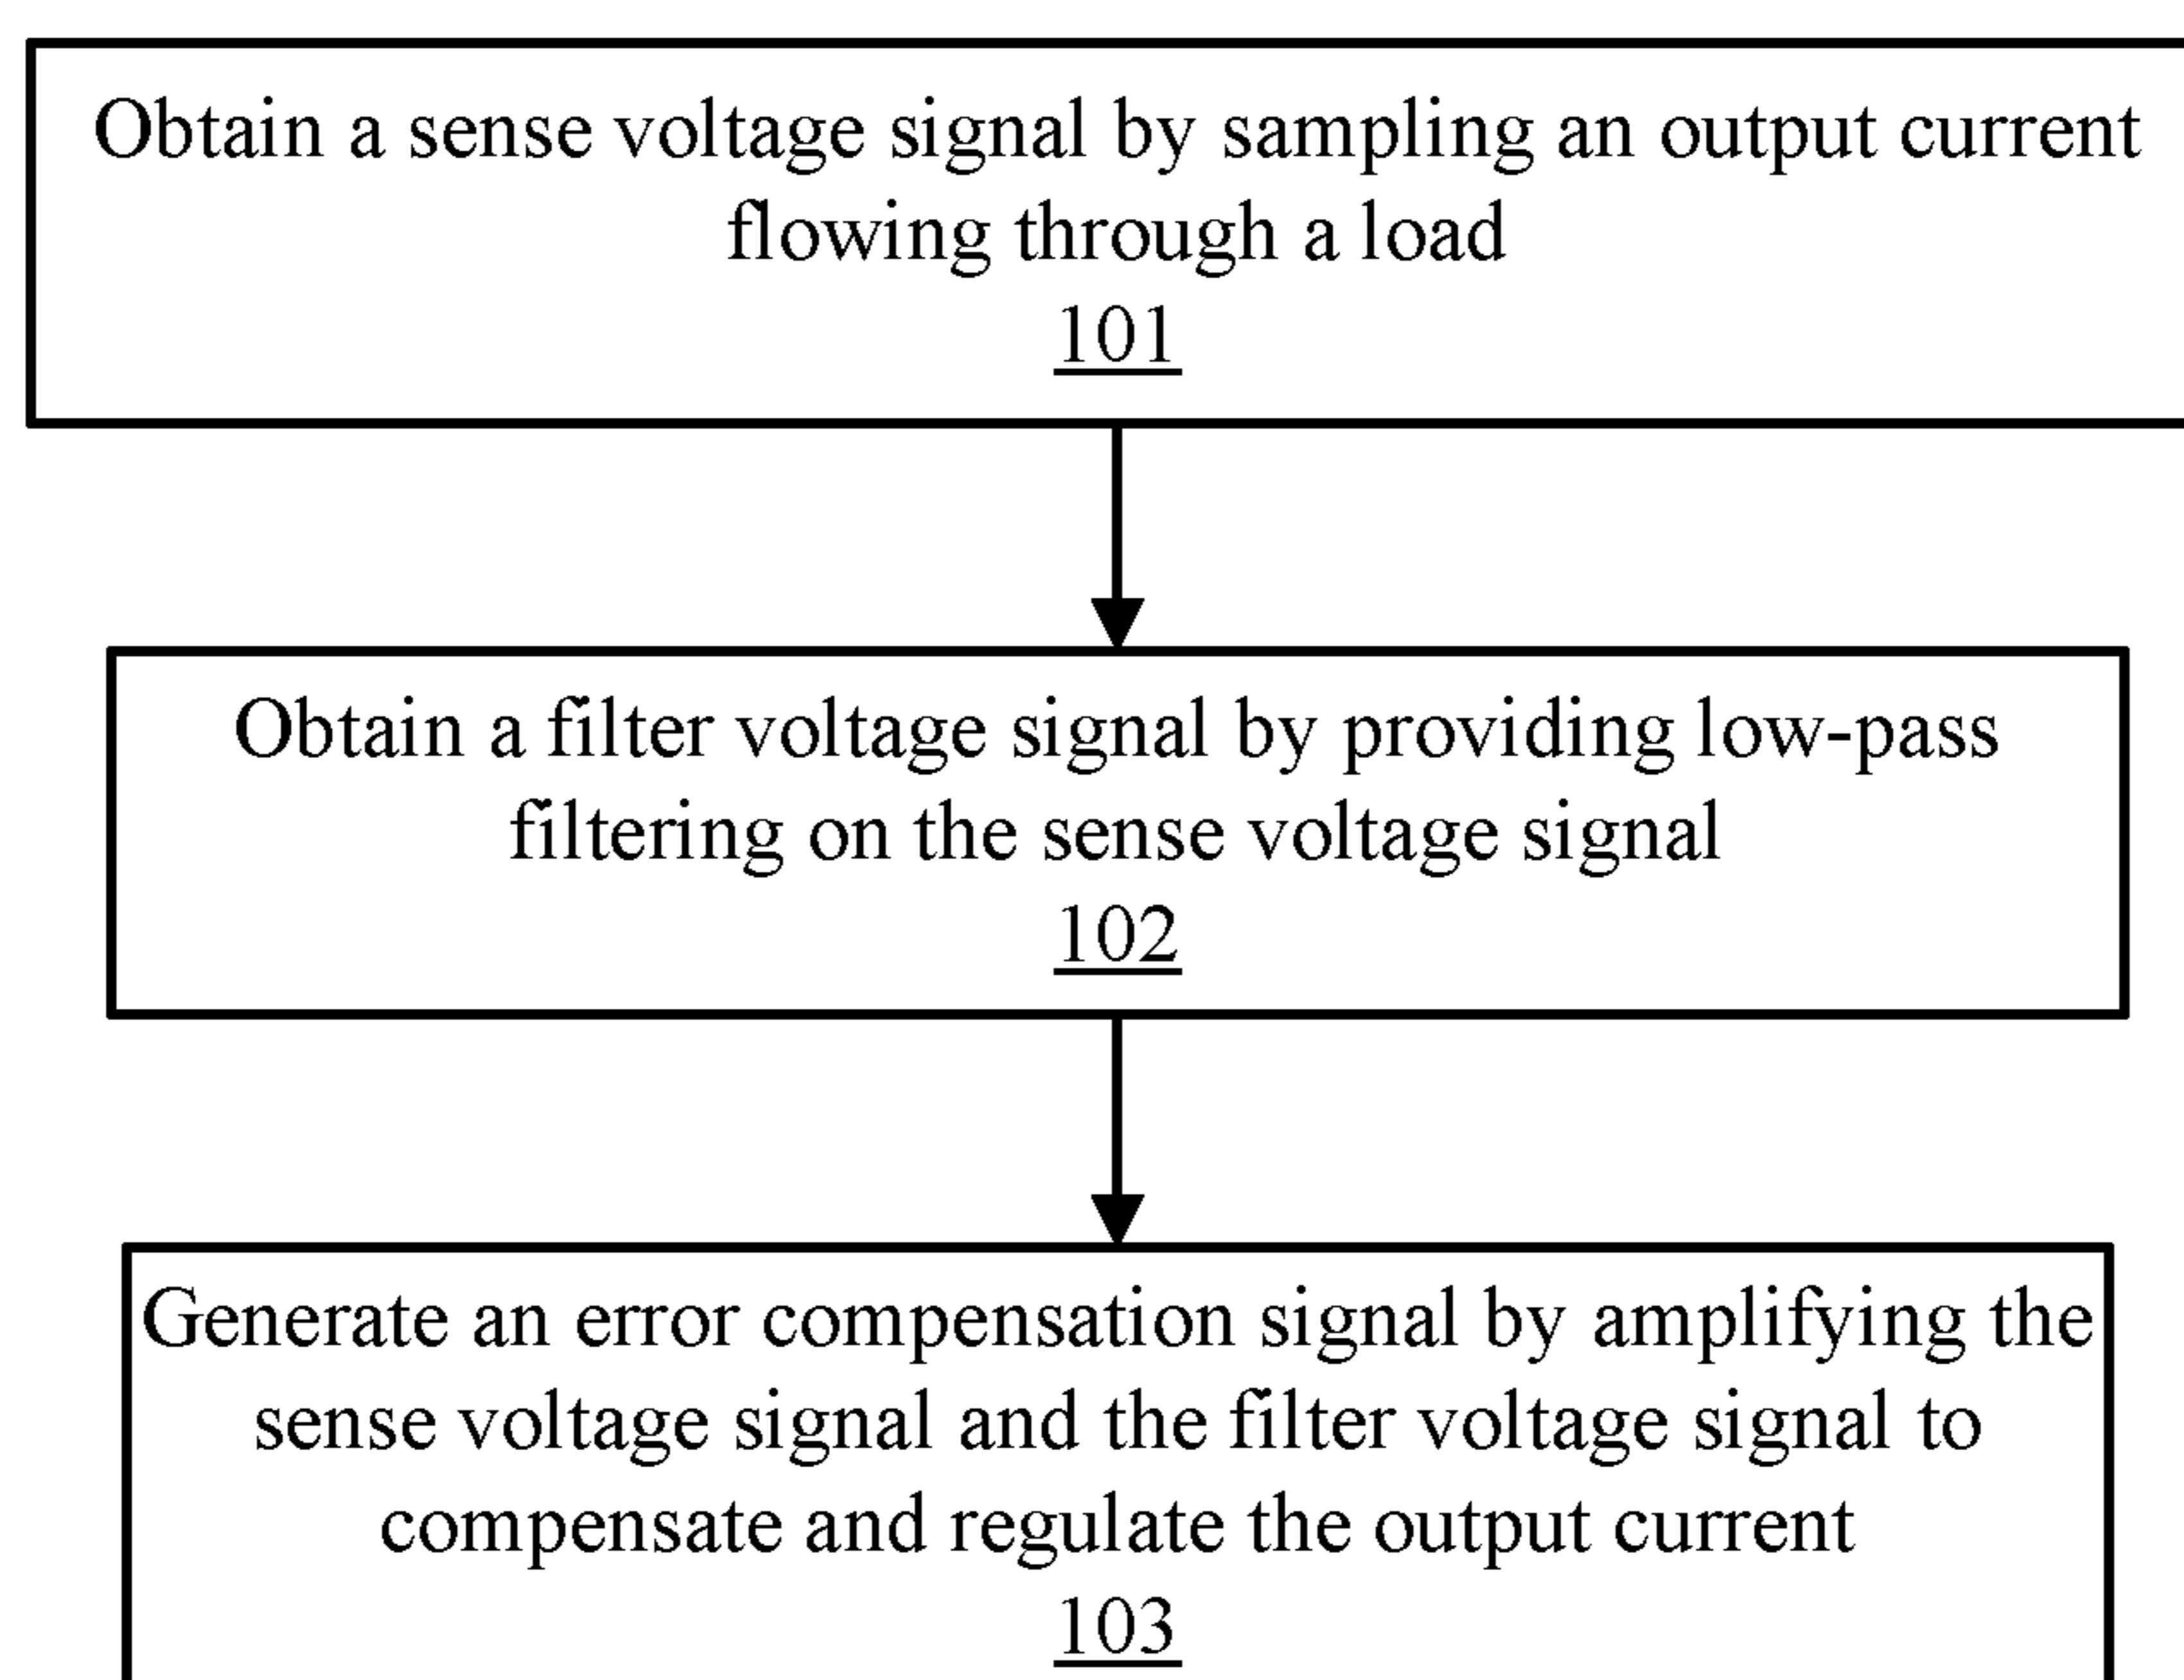 Obtain a sense voltage signal by sampling an output current
flowing through a load
101
Obtain a filter voltage signal by providing low-pass
filtering on the sense voltage signal
102
Generate an error compensation signal by amplifying the
sense voltage signal and the filter voltage signal to
compensate and regulate the output current
103